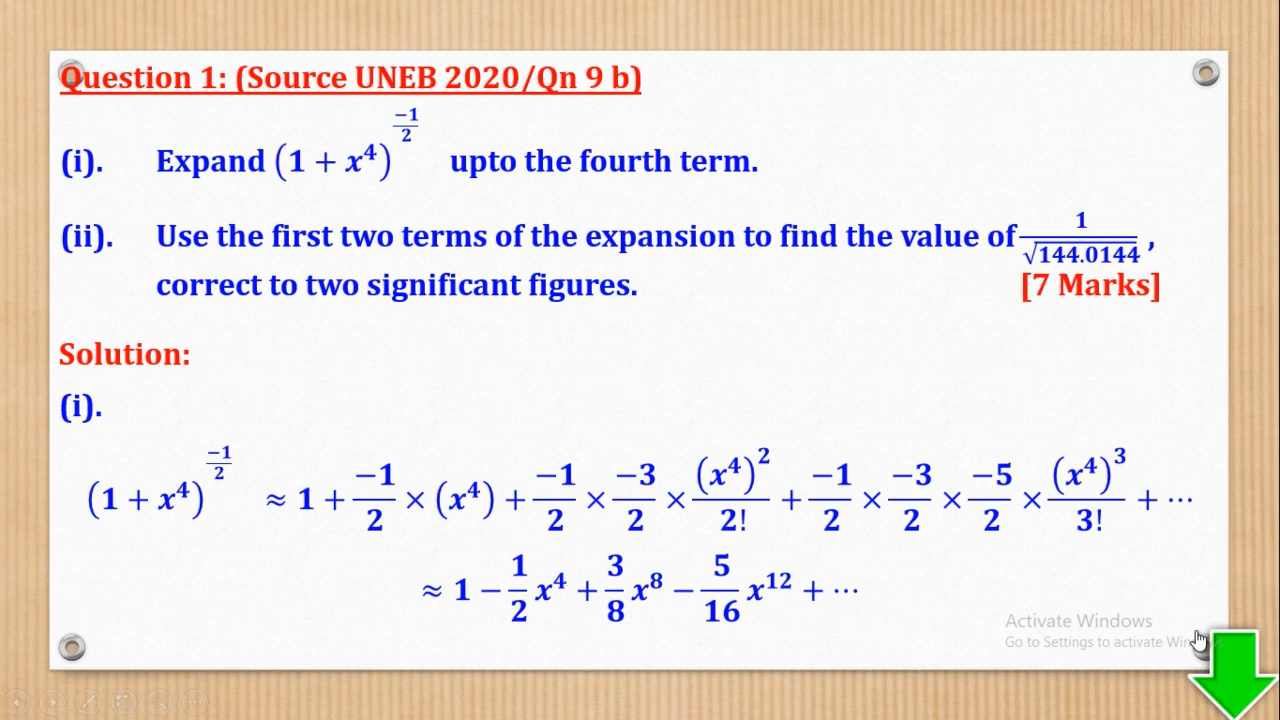 Question 1: (Source UNEB 2020/Qn 9 b)
(i). Expand (1 + x⁴)^(−1/2) upto the fourth term.
(ii). Use the first two terms of the expansion to find the value of 1/√144.0144 ,
correct to two significant figures. [7 Marks]
Solution:
(i).
(1 + x⁴)^(−1/2) ≈ 1 + −1/2 × (x⁴) + −1/2 × −3/2 × (x⁴)²/2! + −1/2 × −3/2 × −5/2 × (x⁴)³/3! + ⋯
≈ 1 − 1/2 x⁴ + 3/8 x⁸ − 5/16 x¹² + ⋯
Activate Windows
Go to Settings to activate Windows